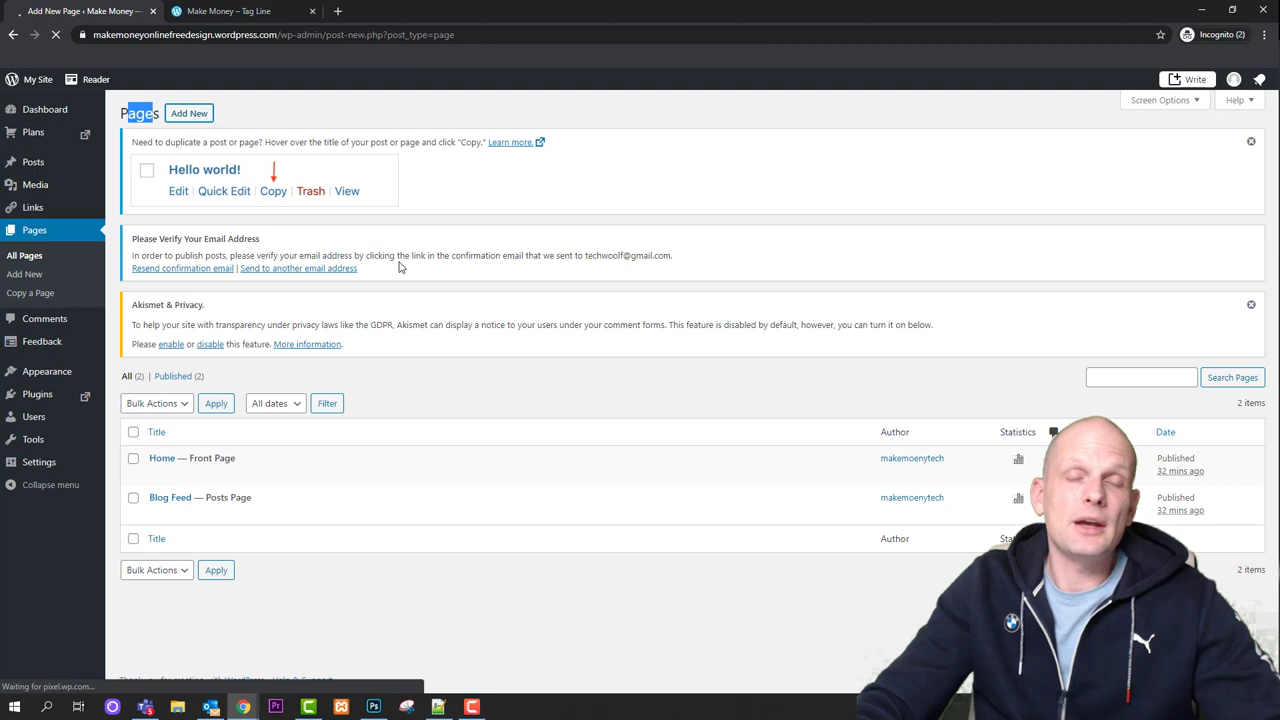 Add New Page ‹ Make Money —
Make Money – Tag Line
makemoneyonlinefreedesign.wordpress.com/wp-admin/post-new.php?post_type=page
Incognito (2)
My Site
Reader
Write
Dashboard
Plans
Posts
Media
Links
Pages
All Pages
Add New
Copy a Page
Comments
Feedback
Appearance
Plugins
Users
Tools
Settings
Collapse menu
Pages
Add New
Screen Options
Help
Need to duplicate a post or page? Hover over the title of your post or page and click "Copy." Learn more.
Hello world!
Edit | Quick Edit | Copy | Trash | View
Please Verify Your Email Address
In order to publish posts, please verify your email address by clicking the link in the confirmation email that we sent to techwoolf@gmail.com.
Resend confirmation email | Send to another email address
Akismet & Privacy.
To help your site with transparency under privacy laws like the GDPR, Akismet can display a notice to your users under your comment forms. This feature is disabled by default, however, you can turn it on below.
Please enable or disable this feature. More information.
All (2) | Published (2)
Search Pages
Bulk Actions
Apply
All dates
Filter
2 items
Title
Author
Statistics
Date
Home — Front Page
makemoenytech
Published
32 mins ago
Blog Feed — Posts Page
makemoenytech
Published
32 mins ago
Title
Author
Bulk Actions
Apply
2 items
Waiting for pixel.wp.com...